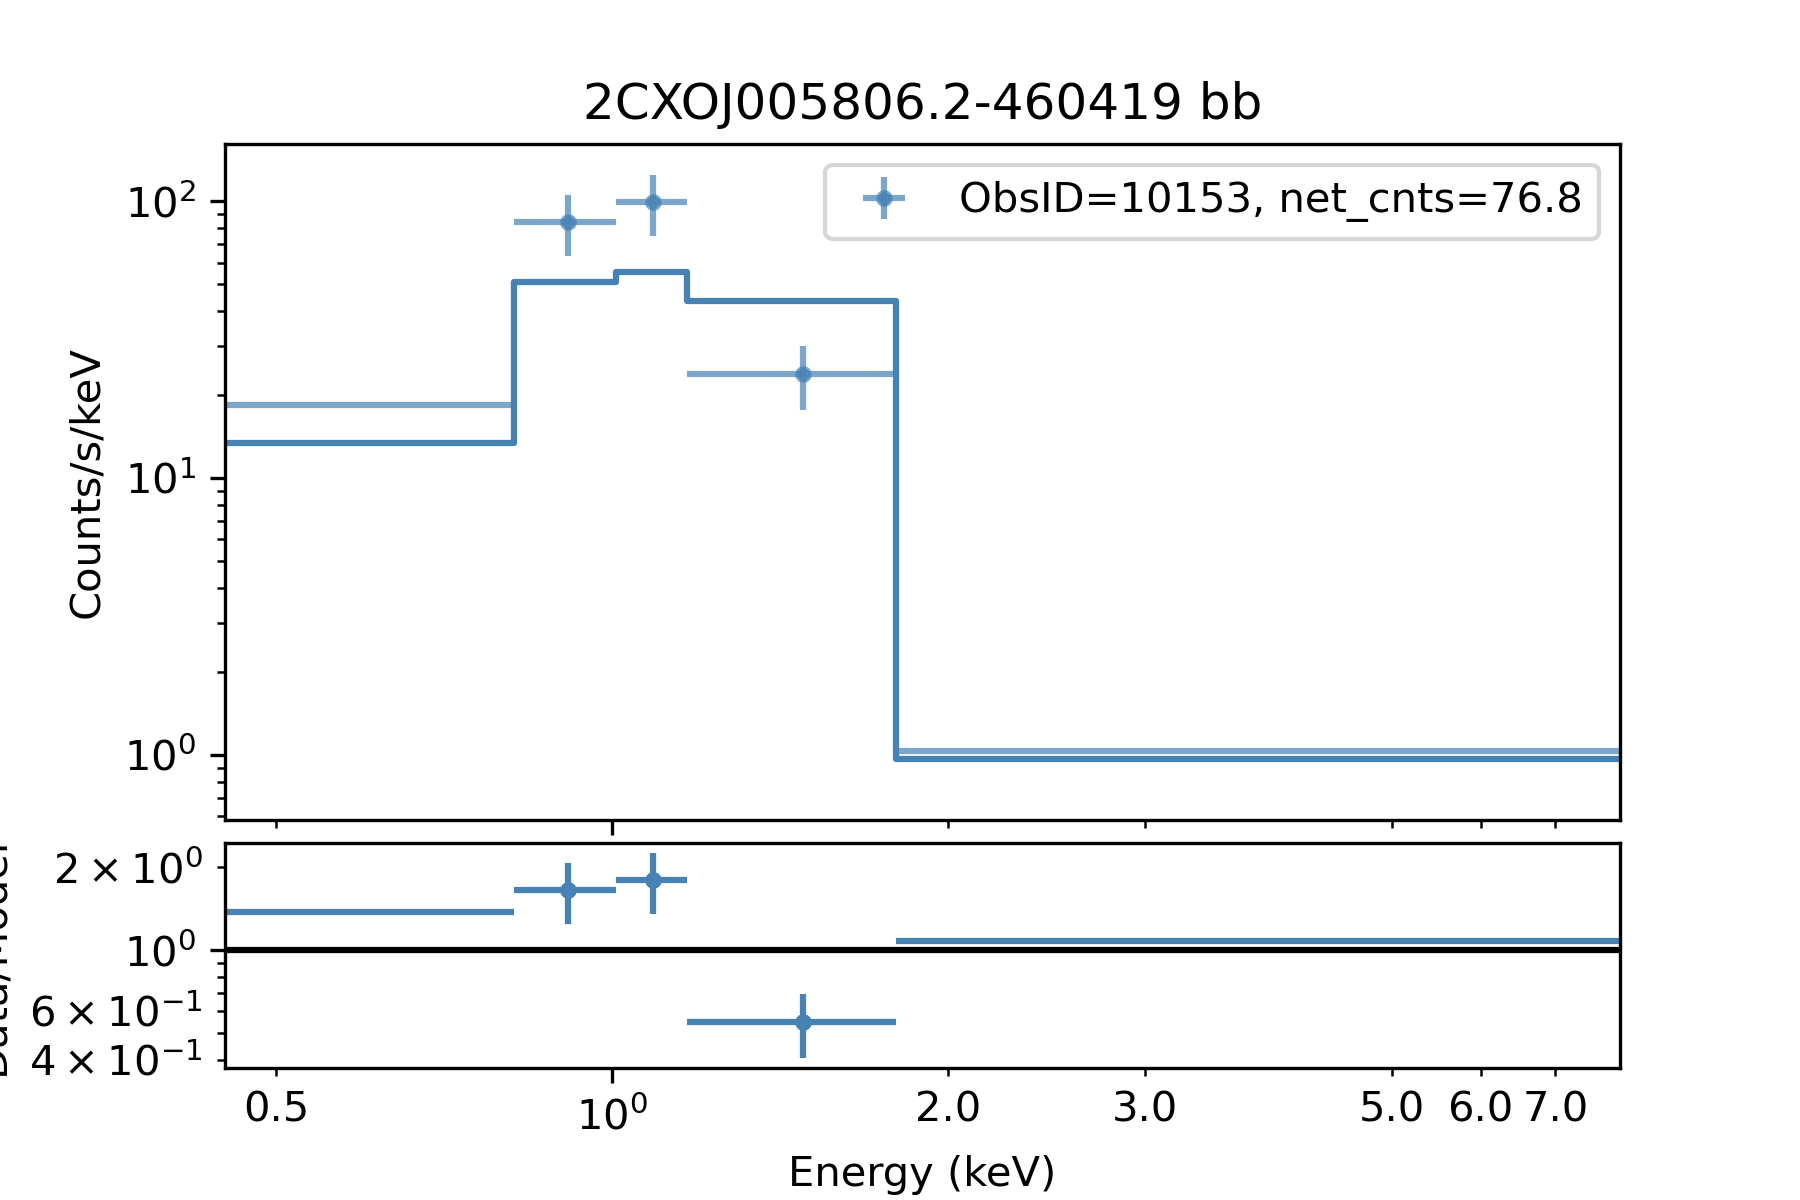 2CXOJ005806.2-460419 bb
ObsID=10153, net_cnts=76.8
Counts/s/keV
10²
10¹
10⁰
2×10⁰
10⁰
6×10⁻¹
4×10⁻¹
0.5 10⁰ 2.0 3.0 5.0 6.0 7.0
Energy (keV)